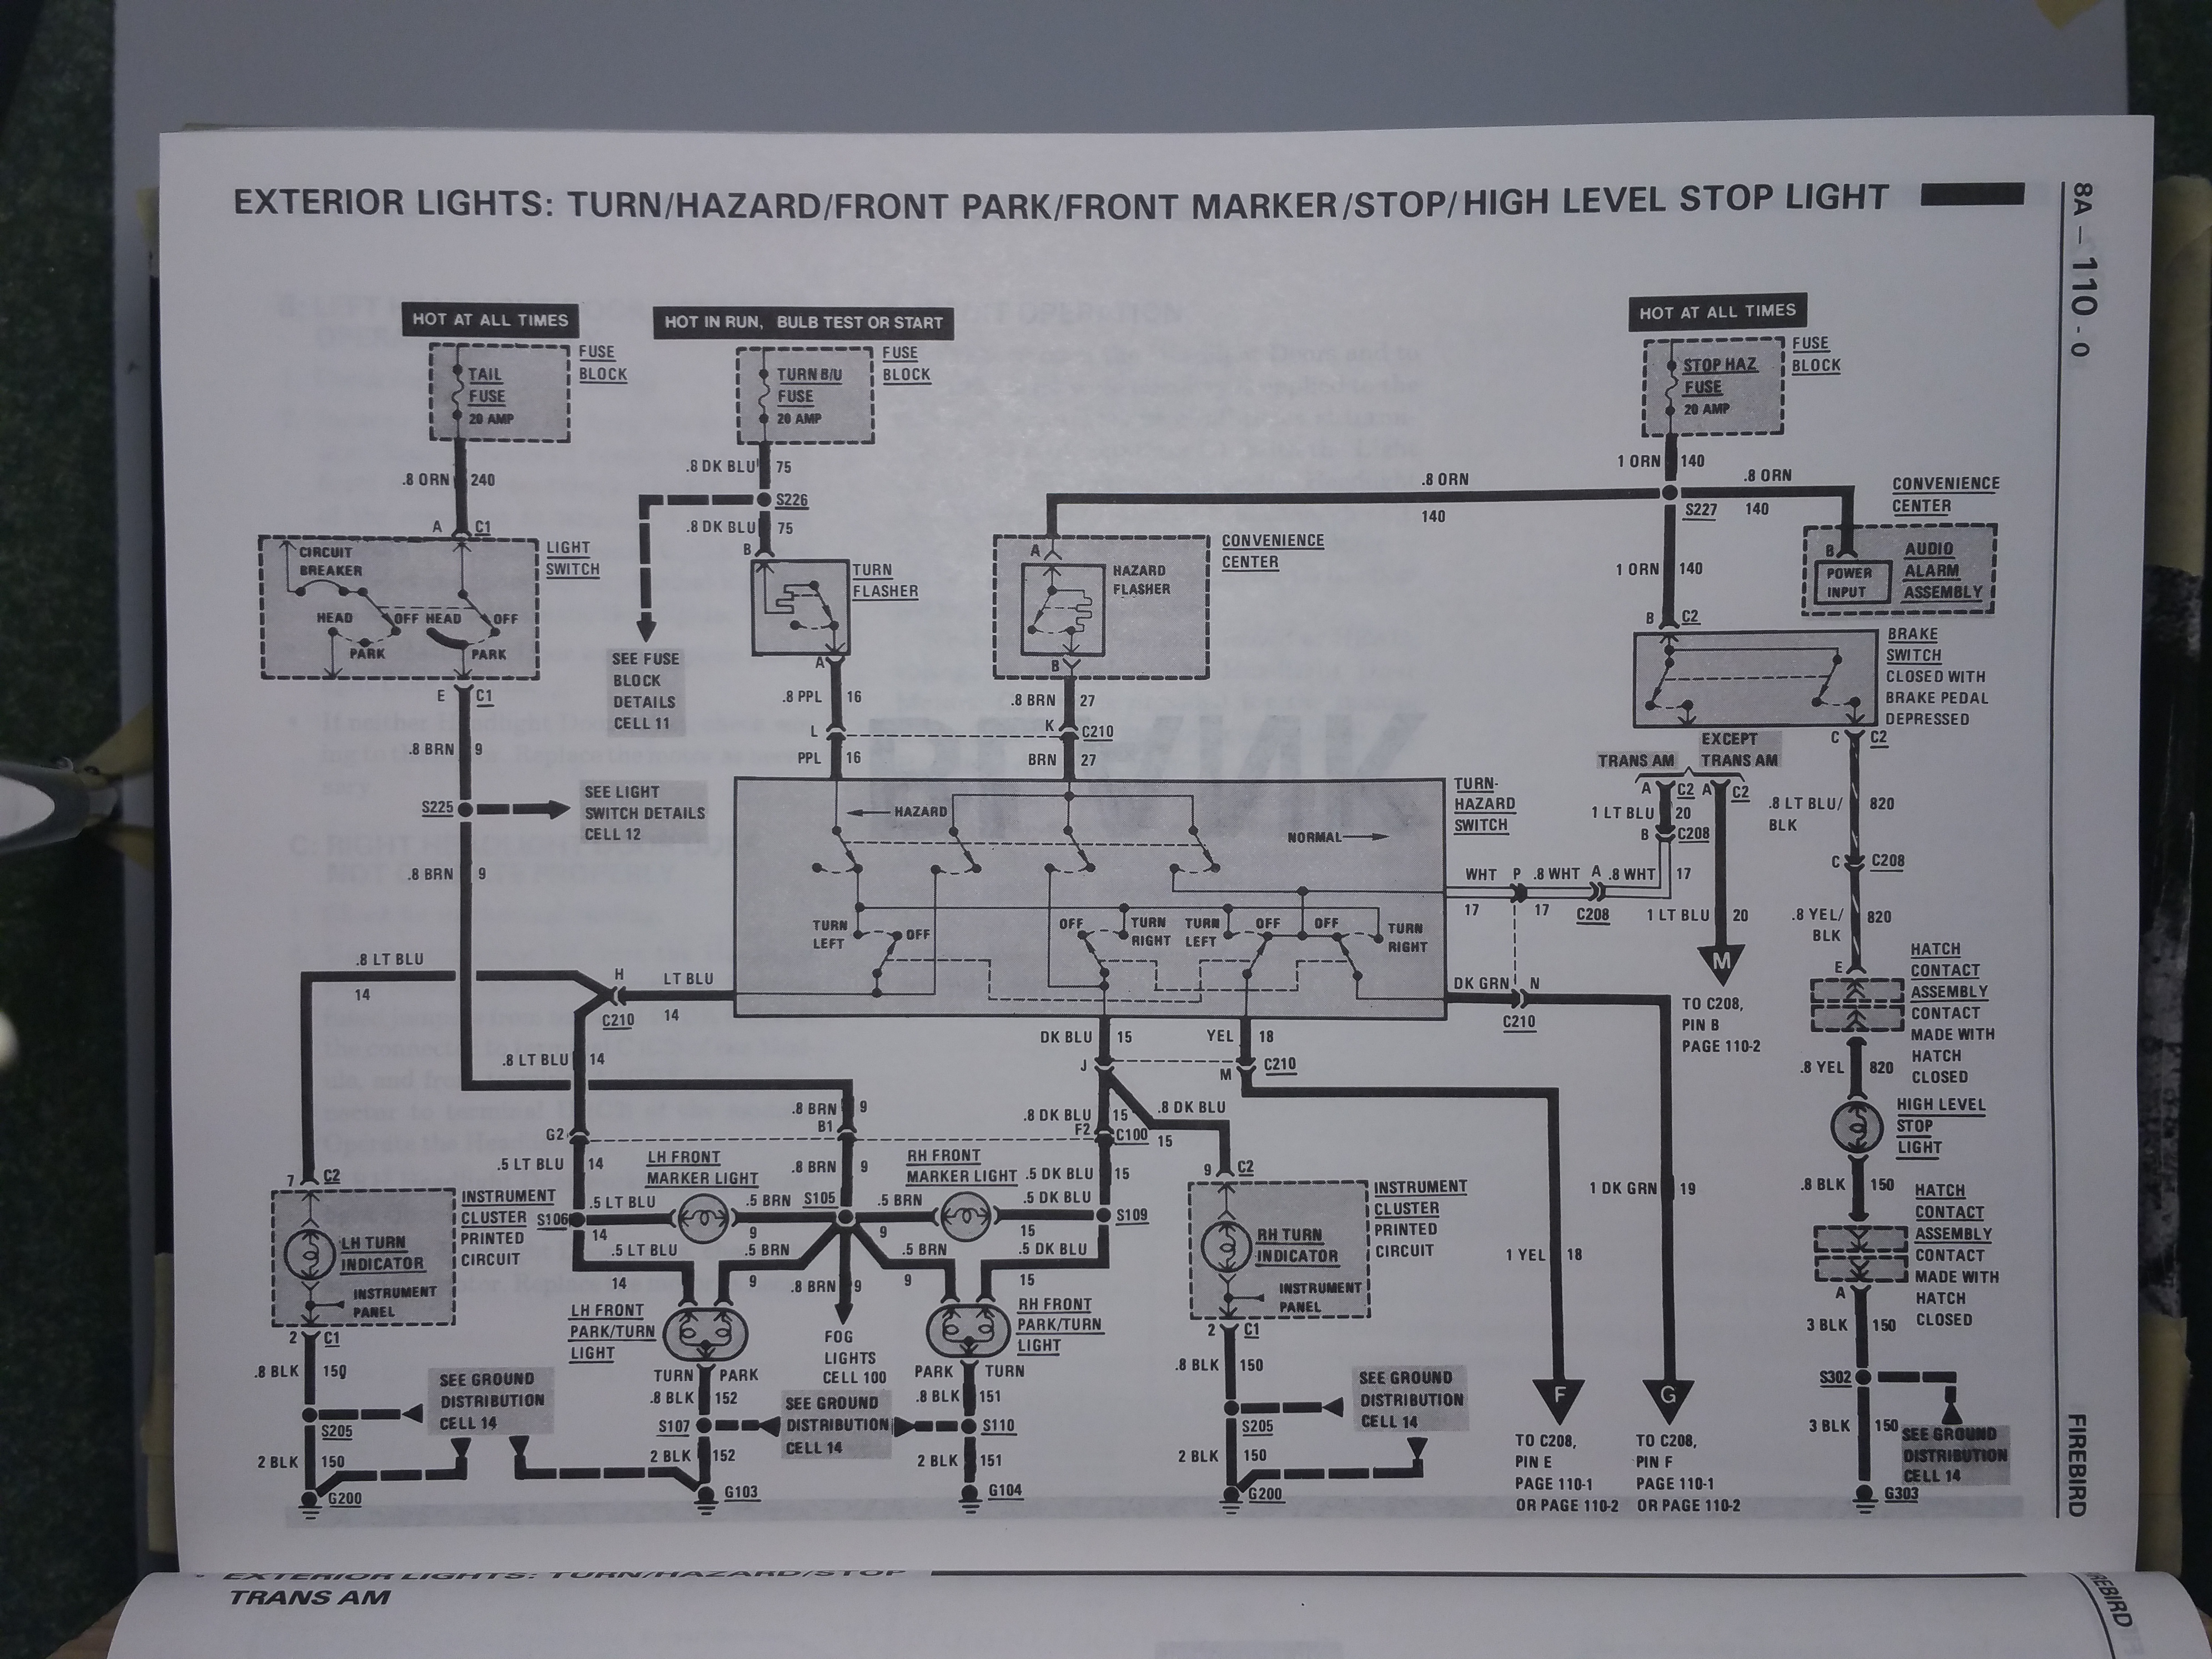 EXTERIOR LIGHTS: TURN/HAZARD/FRONT PARK/FRONT MARKER/STOP/HIGH LEVEL STOP LIGHT
8A — 110 - 0
HOT AT ALL TIMES
FUSE
BLOCK
TAIL
FUSE
20 AMP
.8 ORN
240
A
C1
LIGHT
SWITCH
CIRCUIT
BREAKER
HEAD
OFF
PARK
HEAD
OFF
PARK
E
C1
.8 BRN
9
S225
SEE LIGHT
SWITCH DETAILS
CELL 12
.8 BRN
9
HOT IN RUN, BULB TEST OR START
FUSE
BLOCK
TURN B/U
FUSE
20 AMP
.8 DK BLU
75
S226
.8 DK BLU
75
B
SEE FUSE
BLOCK
DETAILS
CELL 11
TURN
FLASHER
A
.8 PPL
16
L
PPL
16
CONVENIENCE
CENTER
A
HAZARD
FLASHER
B
.8 BRN
27
K
C210
BRN
27
HOT AT ALL TIMES
FUSE
BLOCK
STOP HAZ
FUSE
20 AMP
1 ORN
140
.8 ORN
140
S227
.8 ORN
140
CONVENIENCE
CENTER
B
AUDIO
ALARM
ASSEMBLY
POWER
INPUT
1 ORN
140
B
C2
BRAKE
SWITCH
CLOSED WITH
BRAKE PEDAL
DEPRESSED
TRANS AM
EXCEPT
TRANS AM
A
C2
A
C2
C
C2
1 LT BLU
20
B
C208
.8 LT BLU/
BLK
820
C
C208
TURN-
HAZARD
SWITCH
HAZARD
NORMAL
TURN
LEFT
OFF
OFF
TURN
RIGHT
TURN
LEFT
OFF
OFF
TURN
RIGHT
WHT
17
P
.8 WHT
17
A
C208
.8 WHT
17
1 LT BLU
20
M
TO C208,
PIN B
PAGE 110-2
.8 YEL/
BLK
820
E
HATCH
CONTACT
ASSEMBLY
CONTACT
MADE WITH
HATCH
CLOSED
.8 YEL
820
HIGH LEVEL
STOP
LIGHT
.8 BLK
150
HATCH
CONTACT
ASSEMBLY
CONTACT
MADE WITH
HATCH
CLOSED
A
3 BLK
150
S302
3 BLK
150
SEE GROUND
DISTRIBUTION
CELL 14
G303
.8 LT BLU
14
H
C210
LT BLU
14
.8 LT BLU
14
DK BLU
15
YEL
18
DK GRN
N
C210
J
M
C210
.8 BRN
9
B1
G2
F2
C100
.8 DK BLU
15
.8 DK BLU
15
.5 LT BLU
14
.8 BRN
9
.5 DK BLU
15
7
C2
INSTRUMENT
CLUSTER
PRINTED
CIRCUIT
LH TURN
INDICATOR
INSTRUMENT
PANEL
2
C1
.8 BLK
150
S205
SEE GROUND
DISTRIBUTION
CELL 14
2 BLK
150
G200
LH FRONT
MARKER LIGHT
RH FRONT
MARKER LIGHT
S106
.5 LT BLU
14
.5 BRN
9
S105
.5 BRN
9
.5 DK BLU
15
S109
.5 LT BLU
14
.5 BRN
9
.8 BRN
9
.5 BRN
9
.5 DK BLU
15
LH FRONT
PARK/TURN
LIGHT
TURN
PARK
FOG
LIGHTS
CELL 100
RH FRONT
PARK/TURN
LIGHT
PARK
TURN
.8 BLK
152
S107
SEE GROUND
DISTRIBUTION
CELL 14
.8 BLK
151
S110
2 BLK
152
G103
2 BLK
151
G104
9
C2
INSTRUMENT
CLUSTER
PRINTED
CIRCUIT
RH TURN
INDICATOR
INSTRUMENT
PANEL
2
C1
.8 BLK
150
S205
SEE GROUND
DISTRIBUTION
CELL 14
2 BLK
150
G200
1 YEL
18
F
TO C208,
PIN E
PAGE 110-1
OR PAGE 110-2
1 DK GRN
19
G
TO C208,
PIN F
PAGE 110-1
OR PAGE 110-2
FIREBIRD
EXTERIOR LIGHTS: TURN/HAZARD/STOP
TRANS AM